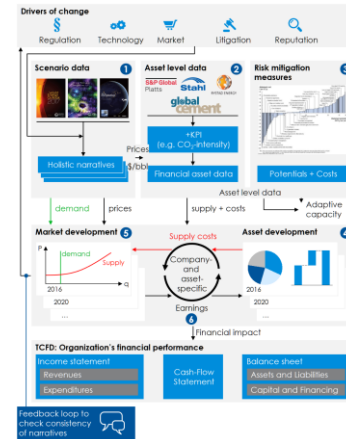 Drivers of change
§
Regulation
Technology
Market
Litigation
Reputation
Scenario data
1
Asset level data
2
Risk mitigation
measures
S&P Global
Platts
Stahl
global
cement
+KPI
(e.g. CO₂-intensity)
Prices
$/bbl
Holistic narratives
Financial asset data
Potentials + Costs
Asset level data
demand
prices
supply + costs
Adaptive
capacity
Market development
5
Supply costs
Asset development
P
demand
Supply
q
2016
2020
...
Company-
and
asset-
specific
2016
2020
...
Earnings
6
Financial impact
TCFD: Organization's financial performance
Income statement
Revenues
Expenditures
Cash-Flow
Statement
Balance sheet
Assets and Liabilities
Capital and Financing
Feedback loop to
check consistency
of narratives